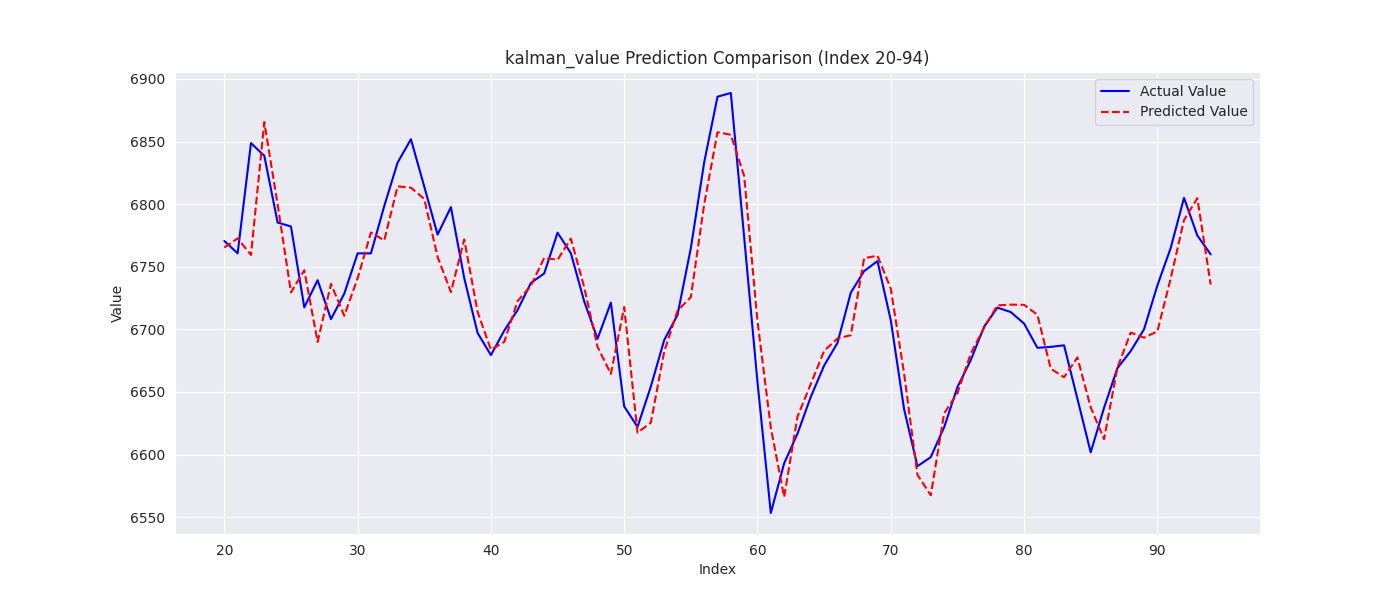 kalman_value Prediction Comparison (Index 20-94)
Actual Value
Predicted Value
Value
6900
6850
6800
6750
6700
6650
6600
6550
20 30 40 50 60 70 80 90
Index